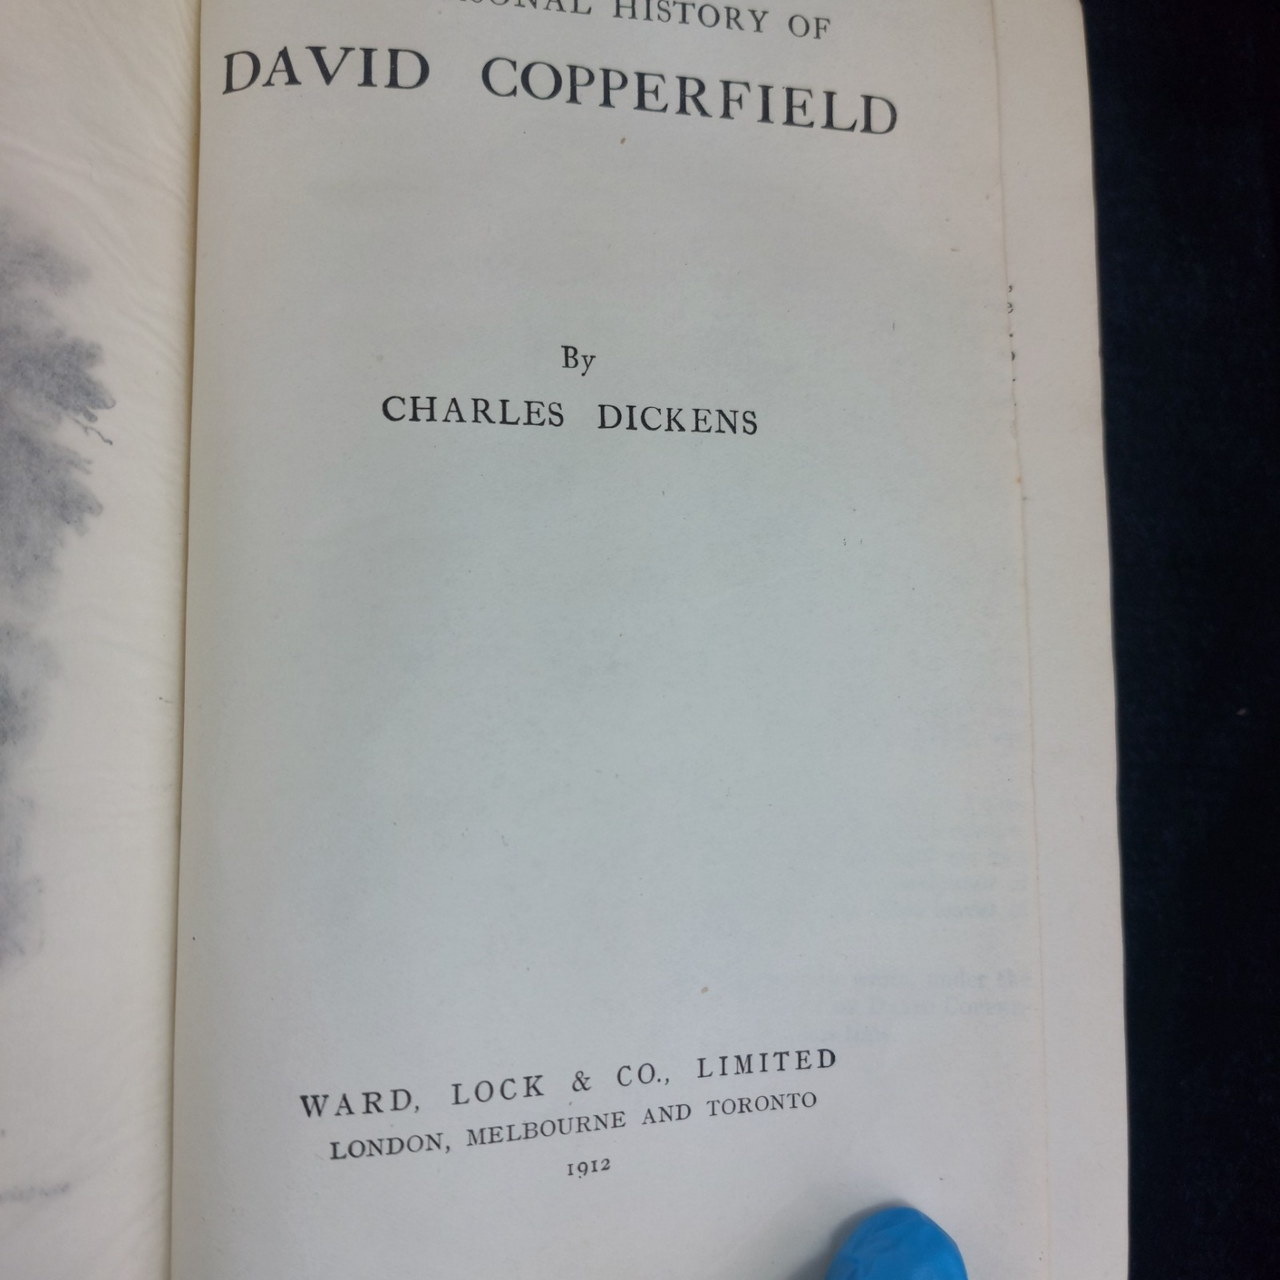 HISTORY OF
DAVID COPPERFIELD
By
CHARLES DICKENS
WARD, LOCK & CO., LIMITED
LONDON, MELBOURNE AND TORONTO
1912